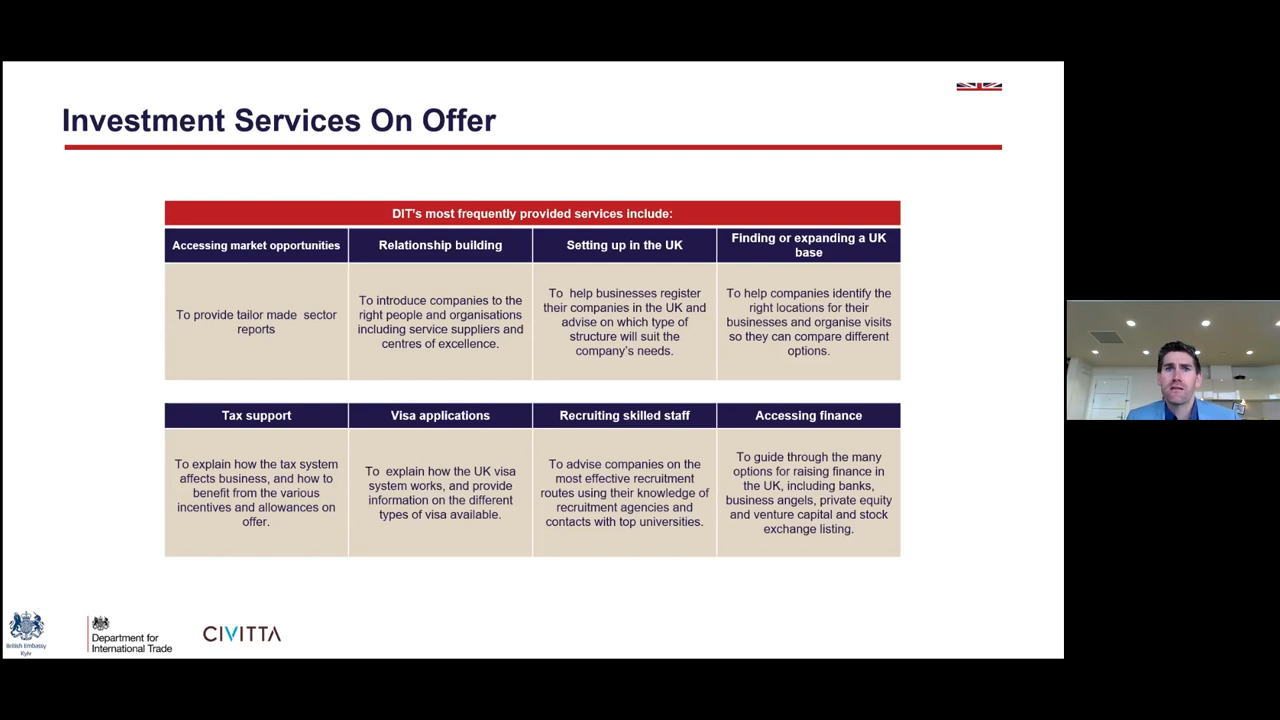 Investment Services On Offer
DIT's most frequently provided services include:
Accessing market opportunities
Relationship building
Setting up in the UK
Finding or expanding a UK
base
To provide tailor made sector
reports
To introduce companies to the
right people and organisations
including service suppliers and
centres of excellence.
To help businesses register
their companies in the UK and
advise on which type of
structure will suit the
company's needs.
To help companies identify the
right locations for their
businesses and organise visits
so they can compare different
options.
Tax support
Visa applications
Recruiting skilled staff
Accessing finance
To explain how the tax system
affects business, and how to
benefit from the various
incentives and allowances on
offer.
To explain how the UK visa
system works, and provide
information on the different
types of visa available.
To advise companies on the
most effective recruitment
routes using their knowledge of
recruitment agencies and
contacts with top universities.
To guide through the many
options for raising finance in
the UK, including banks,
business angels, private equity
and venture capital and stock
exchange listing.
British Embassy
Kyiv
Department for
International Trade
CIVITTA